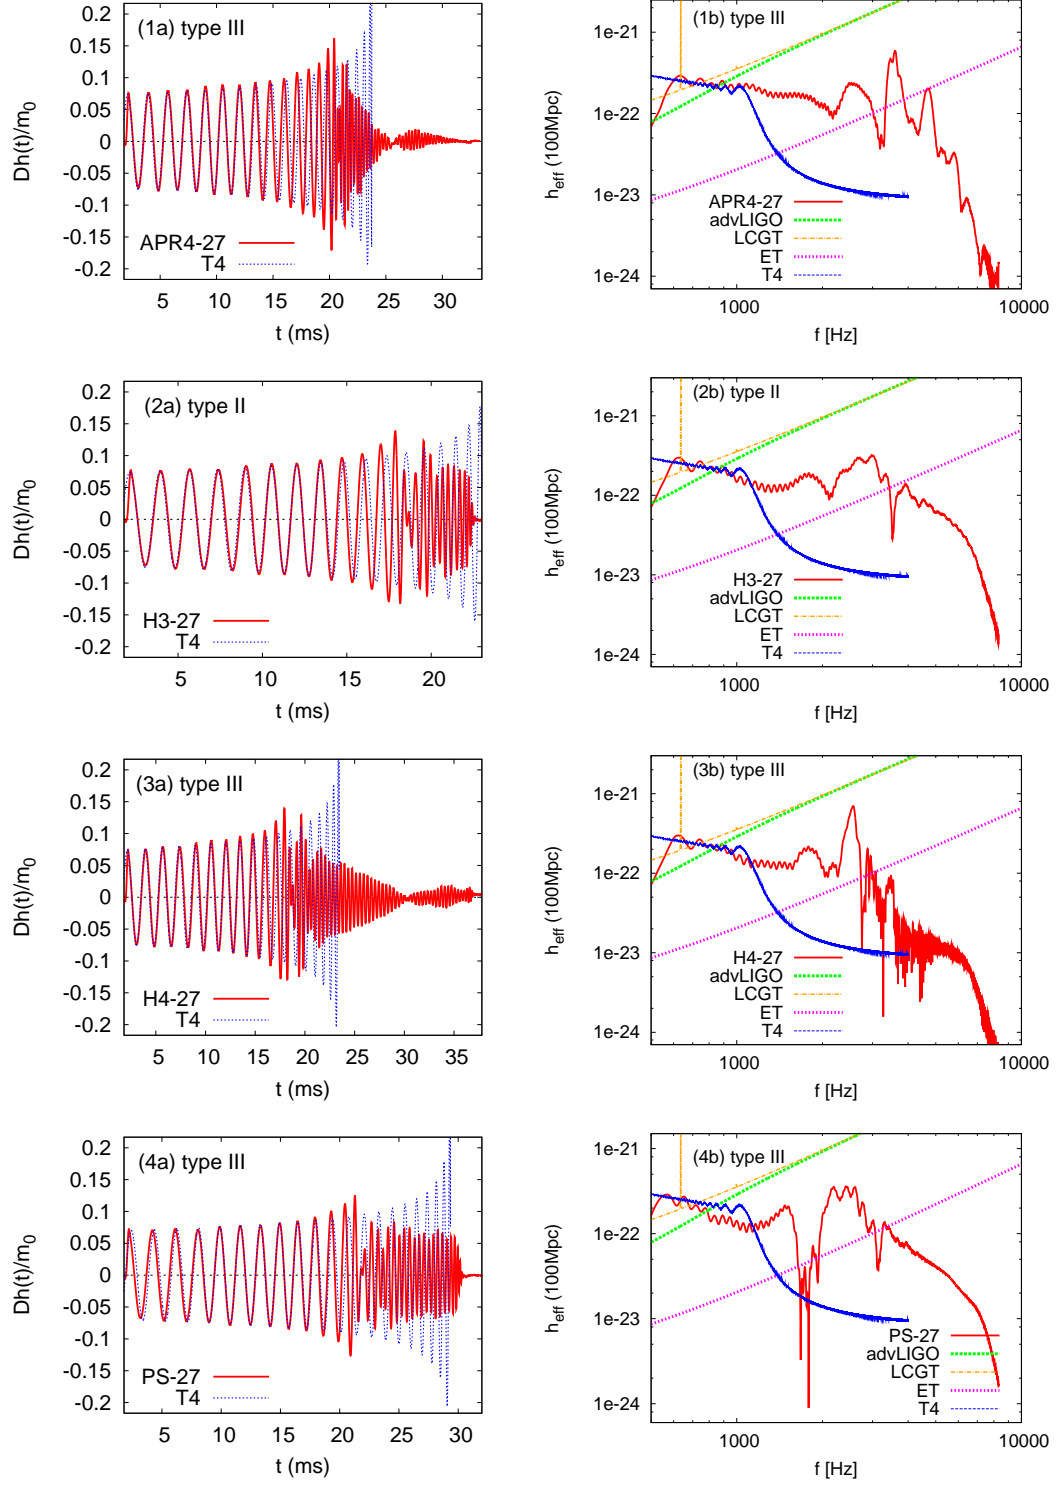 (1a) type III
0.2
0.15
0.1
0.05
0
-0.05
-0.1
-0.15
-0.2
Dh(t)/m0
APR4-27
T4
5 10 15 20 25 30
t (ms)
(1b) type III
1e-21
1e-22
1e-23
1e-24
heff (100Mpc)
APR4-27
advLIGO
LCGT
ET
T4
1000 10000
f [Hz]
(2a) type II
0.2
0.15
0.1
0.05
0
-0.05
-0.1
-0.15
-0.2
Dh(t)/m0
H3-27
T4
5 10 15 20
t (ms)
(2b) type II
1e-21
1e-22
1e-23
1e-24
heff (100Mpc)
H3-27
advLIGO
LCGT
ET
T4
1000 10000
f [Hz]
(3a) type III
0.2
0.15
0.1
0.05
0
-0.05
-0.1
-0.15
-0.2
Dh(t)/m0
H4-27
T4
5 10 15 20 25 30 35
t (ms)
(3b) type III
1e-21
1e-22
1e-23
1e-24
heff (100Mpc)
H4-27
advLIGO
LCGT
ET
T4
1000 10000
f [Hz]
(4a) type III
0.2
0.15
0.1
0.05
0
-0.05
-0.1
-0.15
-0.2
Dh(t)/m0
PS-27
T4
5 10 15 20 25 30
t (ms)
(4b) type III
1e-21
1e-22
1e-23
1e-24
heff (100Mpc)
PS-27
advLIGO
LCGT
ET
T4
1000 10000
f [Hz]